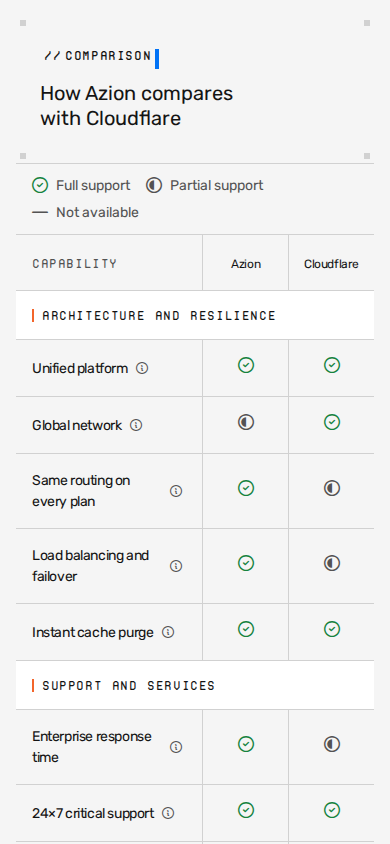 // COMPARISON
How Azion compares
with Cloudflare
Full support
Partial support
Not available
CAPABILITY
Azion
Cloudflare
ARCHITECTURE AND RESILIENCE
Unified platform
Global network
Same routing on
every plan
Load balancing and
failover
Instant cache purge
SUPPORT AND SERVICES
Enterprise response
time
24×7 critical support